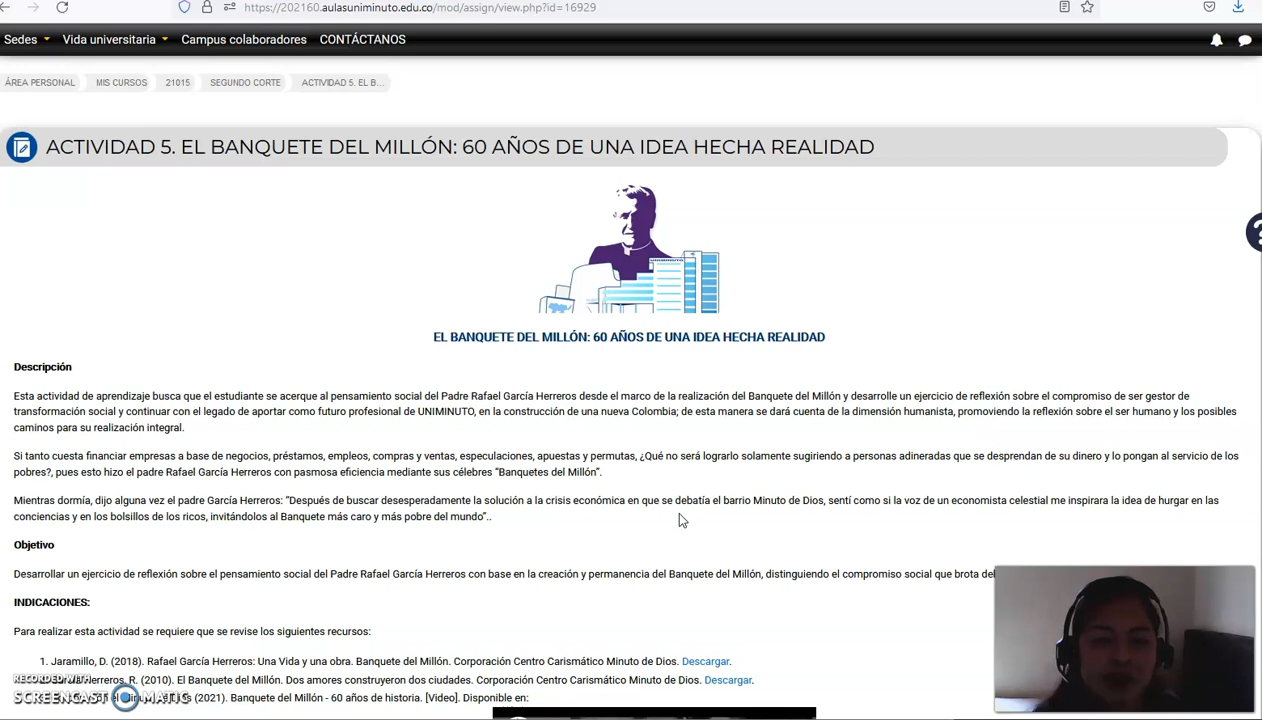 https://202160.aulasuniminuto.edu.co/mod/assign/view.php?id=16929
Sedes Vida universitaria Campus colaboradores CONTÁCTANOS
ÁREA PERSONAL MIS CURSOS 21015 SEGUNDO CORTE ACTIVIDAD 5. EL B...
ACTIVIDAD 5. EL BANQUETE DEL MILLÓN: 60 AÑOS DE UNA IDEA HECHA REALIDAD
UNIMINUTO
EL BANQUETE DEL MILLÓN: 60 AÑOS DE UNA IDEA HECHA REALIDAD
Descripción
Esta actividad de aprendizaje busca que el estudiante se acerque al pensamiento social del Padre Rafael García Herreros desde el marco de la realización del Banquete del Millón y desarrolle un ejercicio de reflexión sobre el compromiso de ser gestor de
transformación social y continuar con el legado de aportar como futuro profesional de UNIMINUTO, en la construcción de una nueva Colombia; de esta manera se dará cuenta de la dimensión humanista, promoviendo la reflexión sobre el ser humano y los posibles
caminos para su realización integral.
Si tanto cuesta financiar empresas a base de negocios, préstamos, empleos, compras y ventas, especulaciones, apuestas y permutas, ¿Qué no será lograrlo solamente sugiriendo a personas adineradas que se desprendan de su dinero y lo pongan al servicio de los
pobres?, pues esto hizo el padre Rafael García Herreros con pasmosa eficiencia mediante sus célebres “Banquetes del Millón”.
Mientras dormía, dijo alguna vez el padre García Herreros: “Después de buscar desesperadamente la solución a la crisis económica en que se debatía el barrio Minuto de Dios, sentí como si la voz de un economista celestial me inspirara la idea de hurgar en las
conciencias y en los bolsillos de los ricos, invitándolos al Banquete más caro y más pobre del mundo”..
Objetivo
Desarrollar un ejercicio de reflexión sobre el pensamiento social del Padre Rafael García Herreros con base en la creación y permanencia del Banquete del Millón, distinguiendo el compromiso social que brota del
INDICACIONES:
Para realizar esta actividad se requiere que se revise los siguientes recursos:
1. Jaramillo, D. (2018). Rafael García Herreros: Una Vida y una obra. Banquete del Millón. Corporación Centro Carismático Minuto de Dios. Descargar.
Herreros, R. (2010). El Banquete del Millón. Dos amores construyeron dos ciudades. Corporación Centro Carismático Minuto de Dios. Descargar.
(2021). Banquete del Millón - 60 años de historia. [Video]. Disponible en:
RECORDED WITH
SCREENCAST MATIC